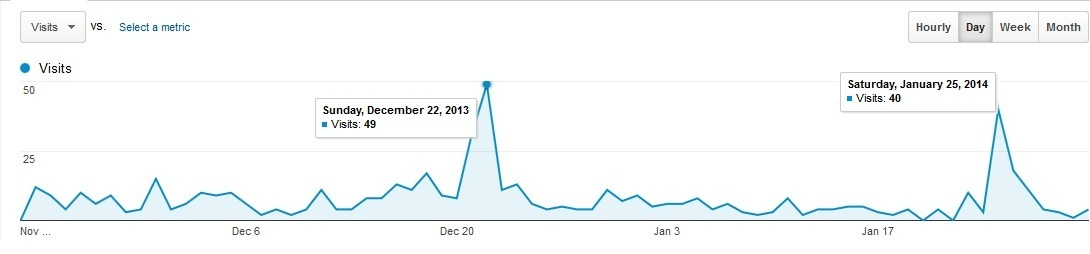 Visits vs. Select a metric
Hourly Day Week Month
Visits
50
Saturday, January 25, 2014
Visits: 40
Sunday, December 22, 2013
Visits: 49
25
Nov ... Dec 6 Dec 20 Jan 3 Jan 17